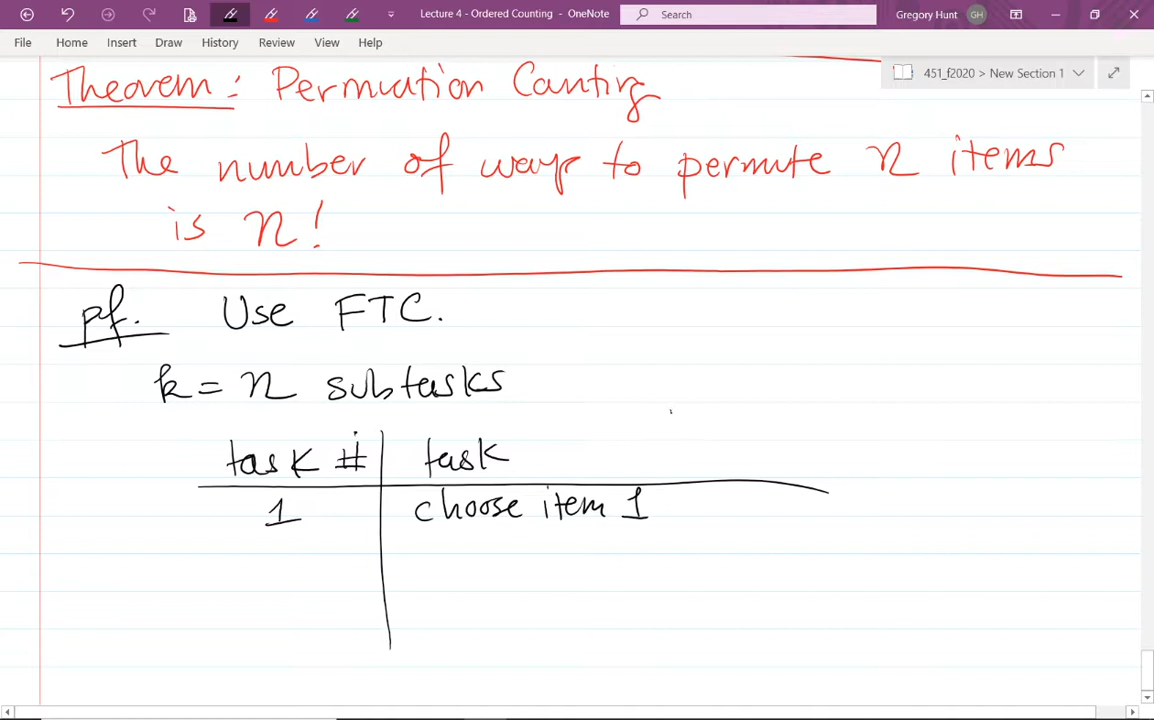 Lecture 4 - Ordered Counting - OneNote
Search
Gregory Hunt
GH
File Home Insert Draw History Review View Help
451_f2020 > New Section 1
Theorem: Permuation Counting
The number of ways to permute n items
is n!
pf. Use FTC.
k = n subtasks
task # task
1 choose item 1